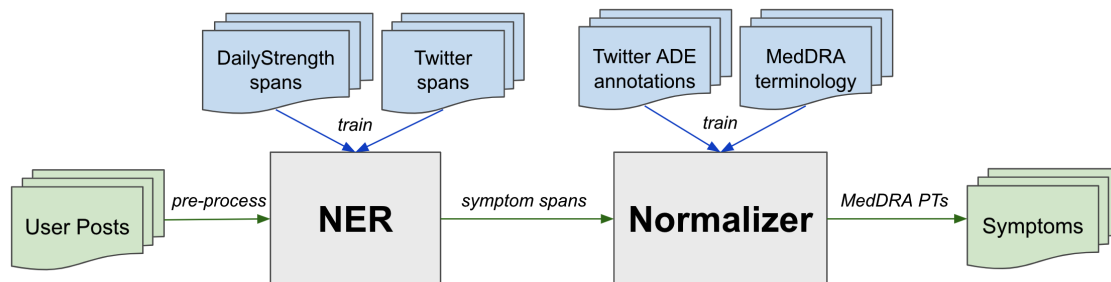 DailyStrength
spans
Twitter
spans
Twitter ADE
annotations
MedDRA
terminology
train
train
User Posts
pre-process
NER
symptom spans
Normalizer
MedDRA PTs
Symptoms